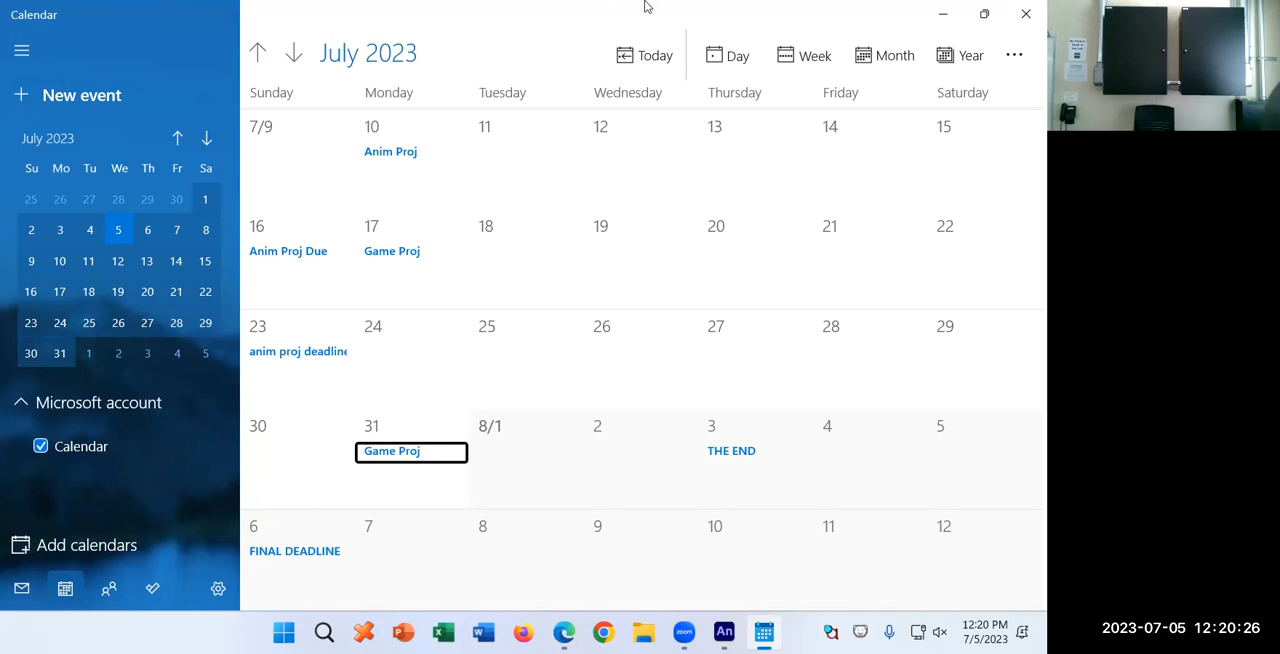 Calendar
New event
July 2023
Su Mo Tu We Th Fr Sa
25 26 27 28 29 30 1
2 3 4 5 6 7 8
9 10 11 12 13 14 15
16 17 18 19 20 21 22
23 24 25 26 27 28 29
30 31 1 2 3 4 5
Microsoft account
Calendar
Add calendars
July 2023
Today Day Week Month Year
Sunday Monday Tuesday Wednesday Thursday Friday Saturday
7/9 10 11 12 13 14 15
Anim Proj
16 17 18 19 20 21 22
Anim Proj Due Game Proj
23 24 25 26 27 28 29
anim proj deadline
30 31 8/1 2 3 4 5
Game Proj THE END
6 7 8 9 10 11 12
FINAL DEADLINE
zoom An
12:20 PM
7/5/2023
2023-07-05 12:20:26